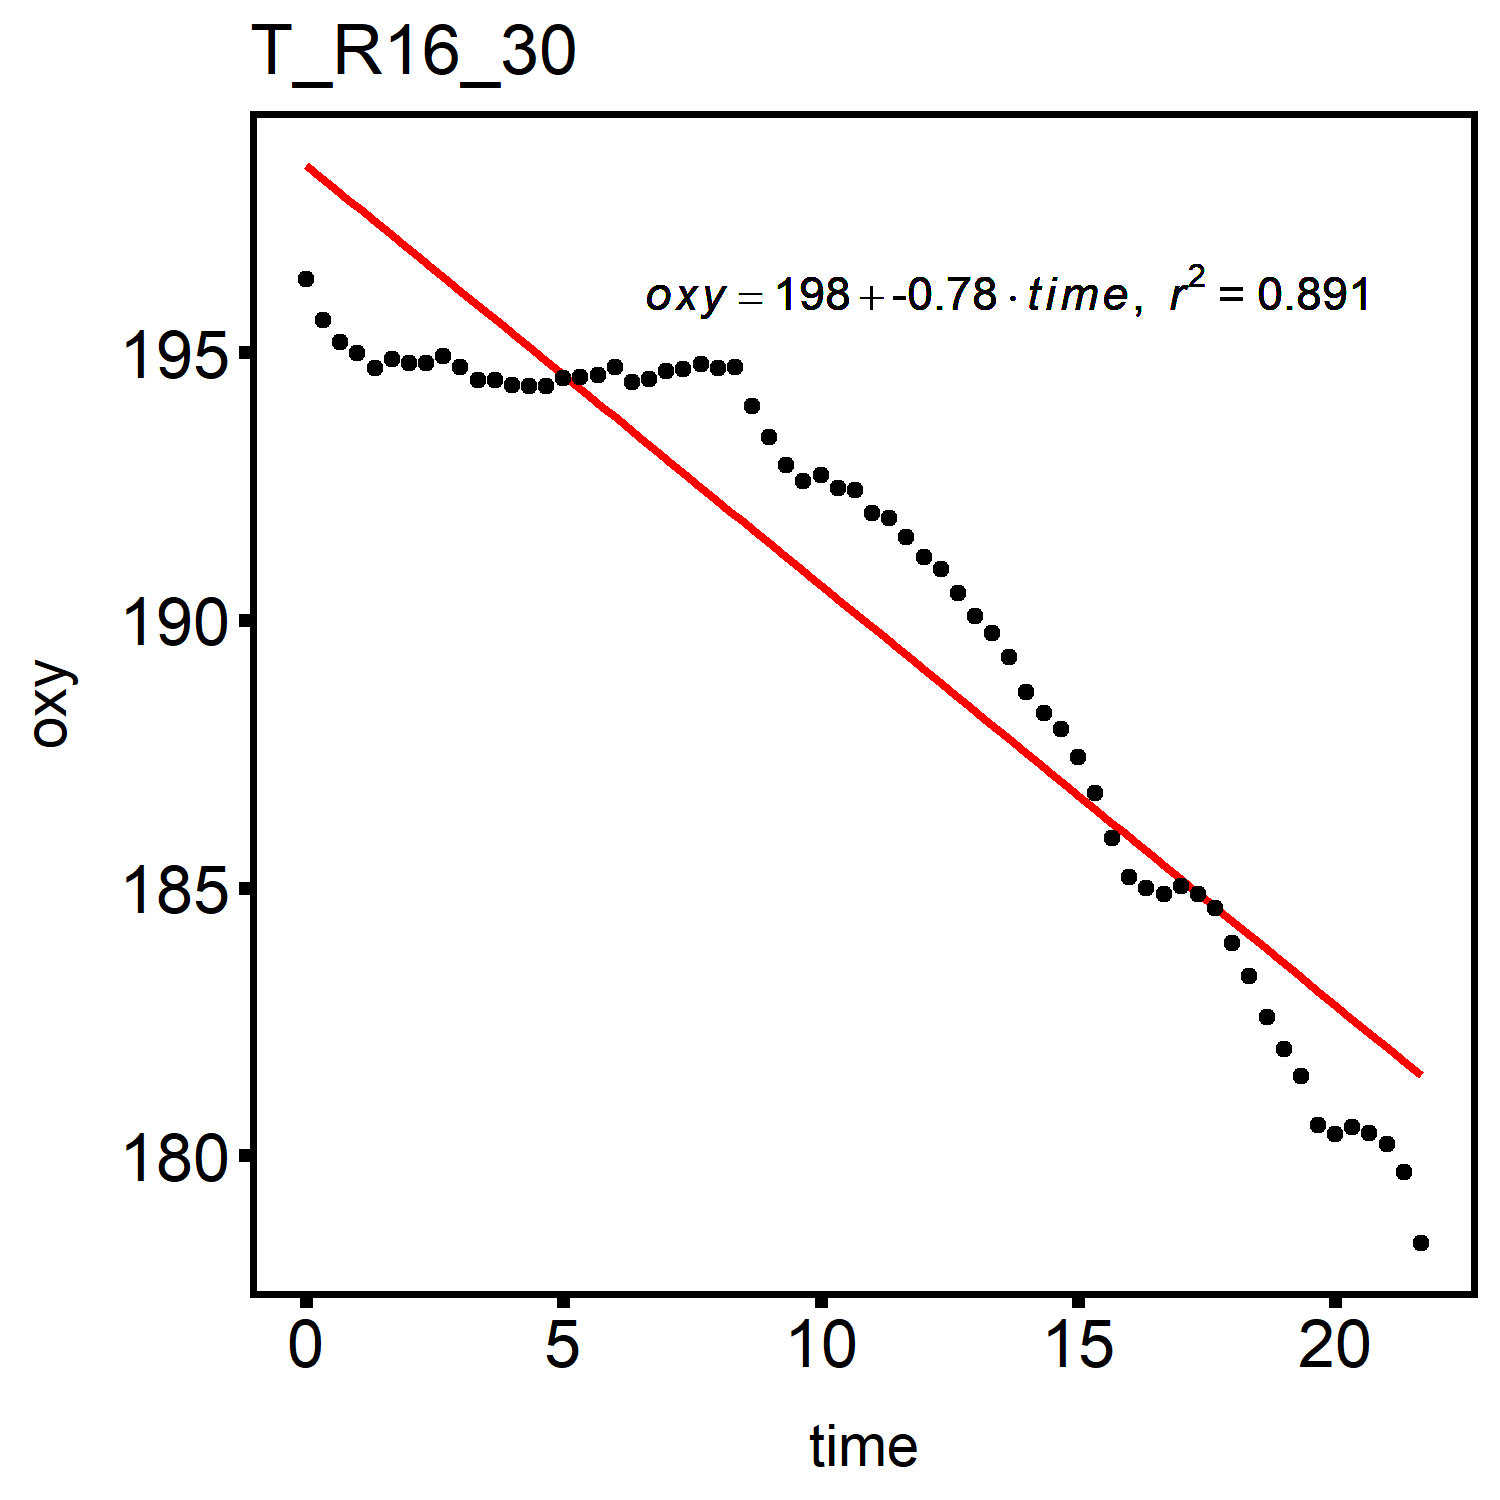 T_R16_30
oxy = 198 + -0.78 · time, r² = 0.891
195
190
185
180
oxy
0 5 10 15 20
time